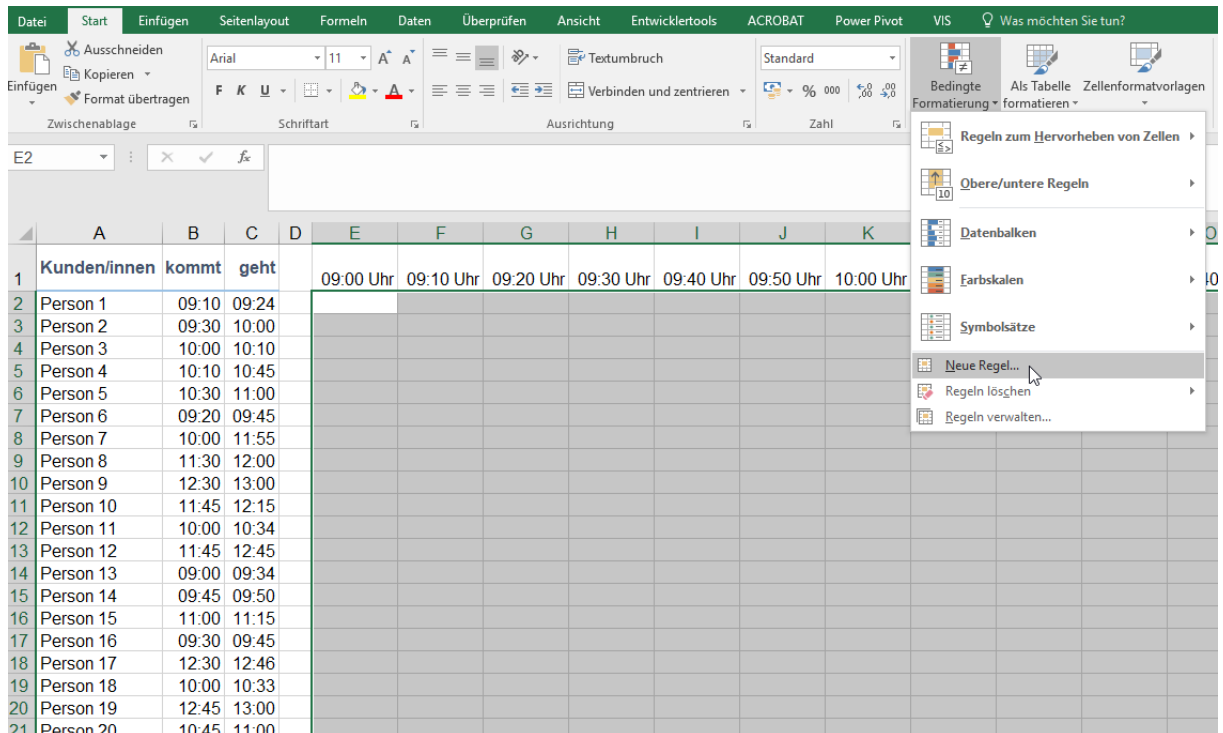 Datei Start Einfügen Seitenlayout Formeln Daten Überprüfen Ansicht Entwicklertools ACROBAT Power Pivot VIS Was möchten Sie tun?
Einfügen
Ausschneiden
Kopieren
Format übertragen
Zwischenablage
Arial 11 A A
F K U A
Schriftart
Textumbruch
Verbinden und zentrieren
Ausrichtung
Standard
% 000 ,00 ,00
Zahl
Bedingte Als Tabelle Zellenformatvorlagen
Formatierung formatieren
Regeln zum Hervorheben von Zellen
10 Obere/untere Regeln
Datenbalken
Farbskalen
Symbolsätze
Neue Regel...
Regeln löschen
Regeln verwalten...
E2 fx
A B C D E F G H I J K O
1 Kunden/innen kommt geht 09:00 Uhr 09:10 Uhr 09:20 Uhr 09:30 Uhr 09:40 Uhr 09:50 Uhr 10:00 Uhr
2 Person 1 09:10 09:24
3 Person 2 09:30 10:00
4 Person 3 10:00 10:10
5 Person 4 10:10 10:45
6 Person 5 10:30 11:00
7 Person 6 09:20 09:45
8 Person 7 10:00 11:55
9 Person 8 11:30 12:00
10 Person 9 12:30 13:00
11 Person 10 11:45 12:15
12 Person 11 10:00 10:34
13 Person 12 11:45 12:45
14 Person 13 09:00 09:34
15 Person 14 09:45 09:50
16 Person 15 11:00 11:15
17 Person 16 09:30 09:45
18 Person 17 12:30 12:46
19 Person 18 10:00 10:33
20 Person 19 12:45 13:00
21 Person 20 10:45 11:00